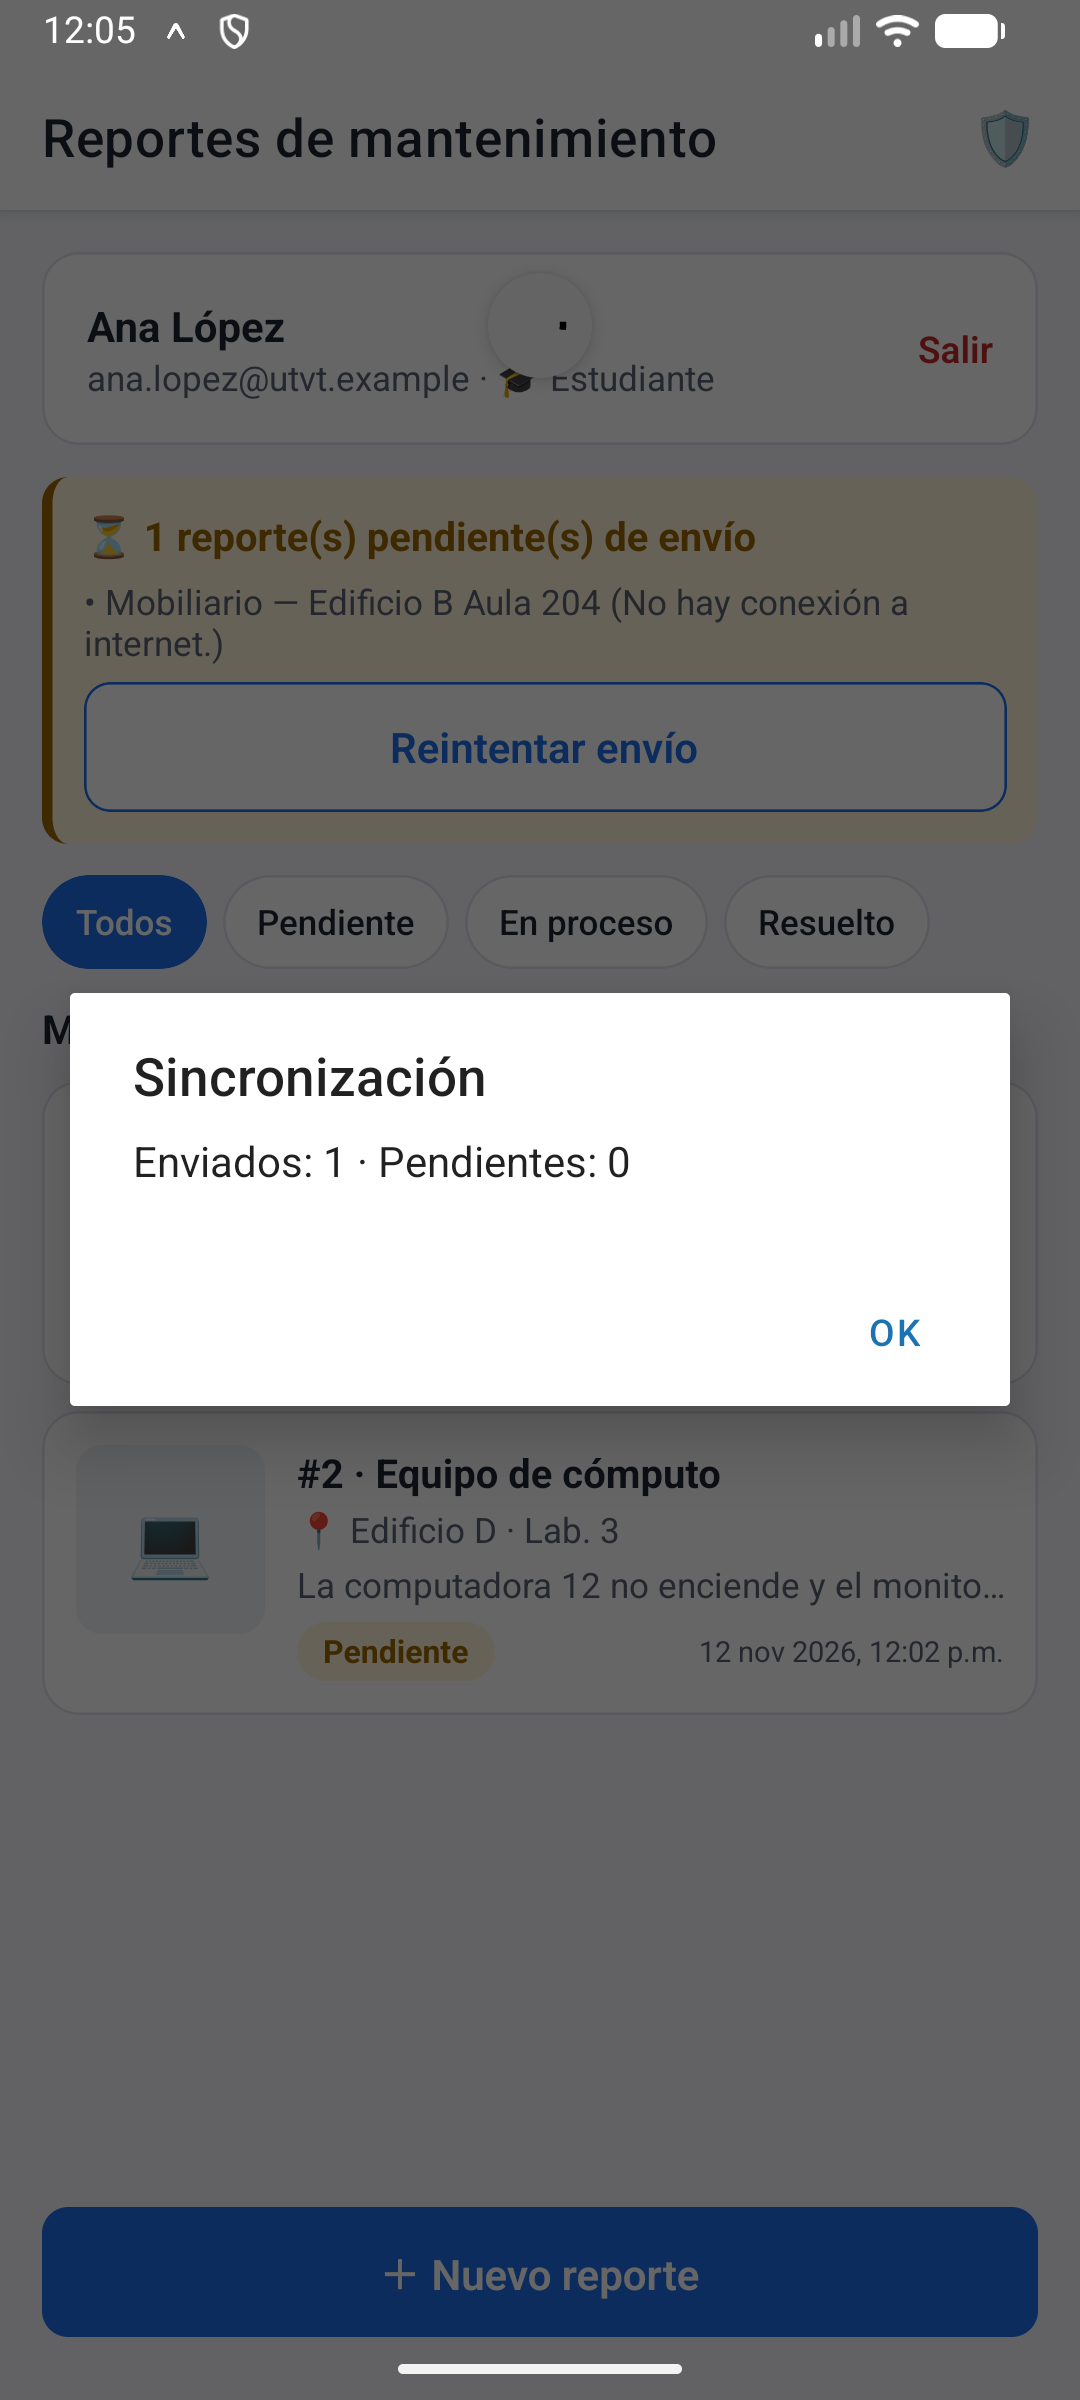 12:05
Reportes de mantenimiento
Ana López
ana.lopez@utvt.example · 🎓 Estudiante
Salir
⏳ 1 reporte(s) pendiente(s) de envío
• Mobiliario — Edificio B Aula 204 (No hay conexión a
internet.)
Reintentar envío
Todos
Pendiente
En proceso
Resuelto
Sincronización
Enviados: 1 · Pendientes: 0
OK
#2 · Equipo de cómputo
📍 Edificio D · Lab. 3
La computadora 12 no enciende y el monito…
Pendiente
12 nov 2026, 12:02 p.m.
+ Nuevo reporte